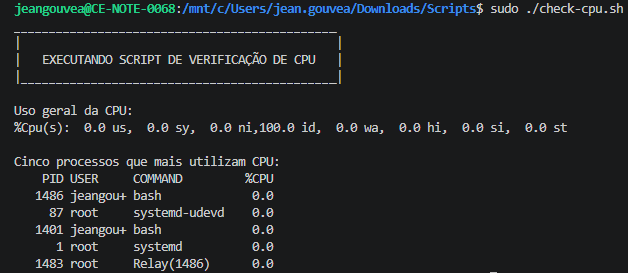 jeangouvea@CE-NOTE-0068:/mnt/c/Users/jean.gouvea/Downloads/Scripts$ sudo ./check-cpu.sh
EXECUTANDO SCRIPT DE VERIFICAÇÃO DE CPU
Uso geral da CPU:
%Cpu(s):  0.0 us,  0.0 sy,  0.0 ni,100.0 id,  0.0 wa,  0.0 hi,  0.0 si,  0.0 st
Cinco processos que mais utilizam CPU:
PID USER     COMMAND         %CPU
1486 jeangou+ bash             0.0
87 root     systemd-udevd    0.0
1401 jeangou+ bash             0.0
1 root     systemd          0.0
1483 root     Relay(1486)      0.0